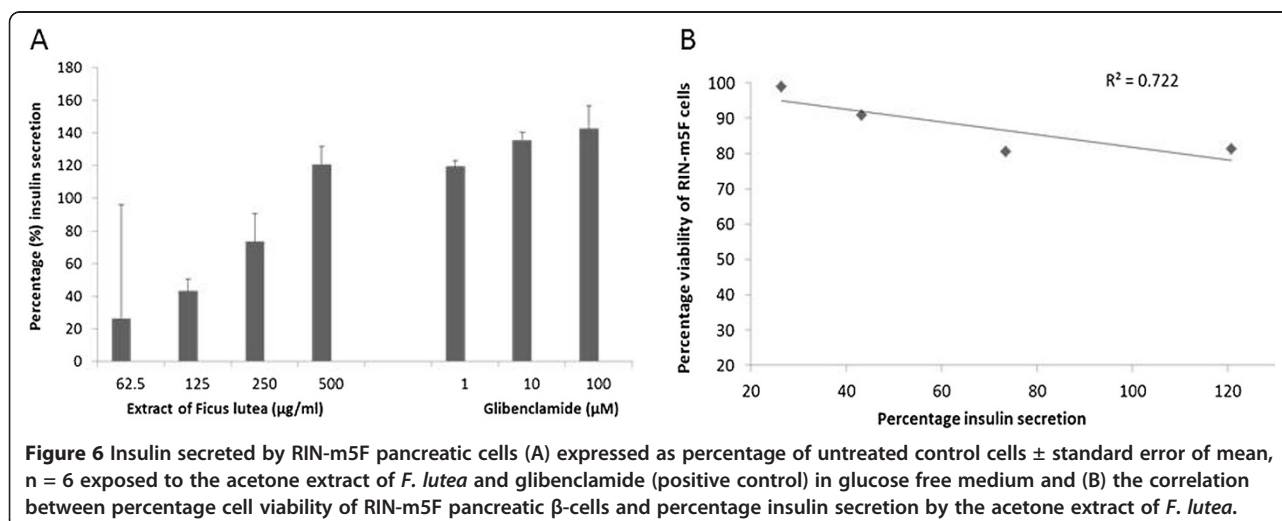 A
Percentage (%) insulin secretion
180
160
140
120
100
80
60
40
20
0
62.5 125 250 500 1 10 100
Extract of Ficus lutea (µg/ml) Glibenclamide (µM)
B
Percentage viability of RIN-m5F cells
R² = 0.722
100
90
80
70
60
50
40
30
20
20 40 60 80 100 120
Percentage insulin secretion
Figure 6 Insulin secreted by RIN-m5F pancreatic cells (A) expressed as percentage of untreated control cells ± standard error of mean,
n = 6 exposed to the acetone extract of F. lutea and glibenclamide (positive control) in glucose free medium and (B) the correlation
between percentage cell viability of RIN-m5F pancreatic β-cells and percentage insulin secretion by the acetone extract of F. lutea.